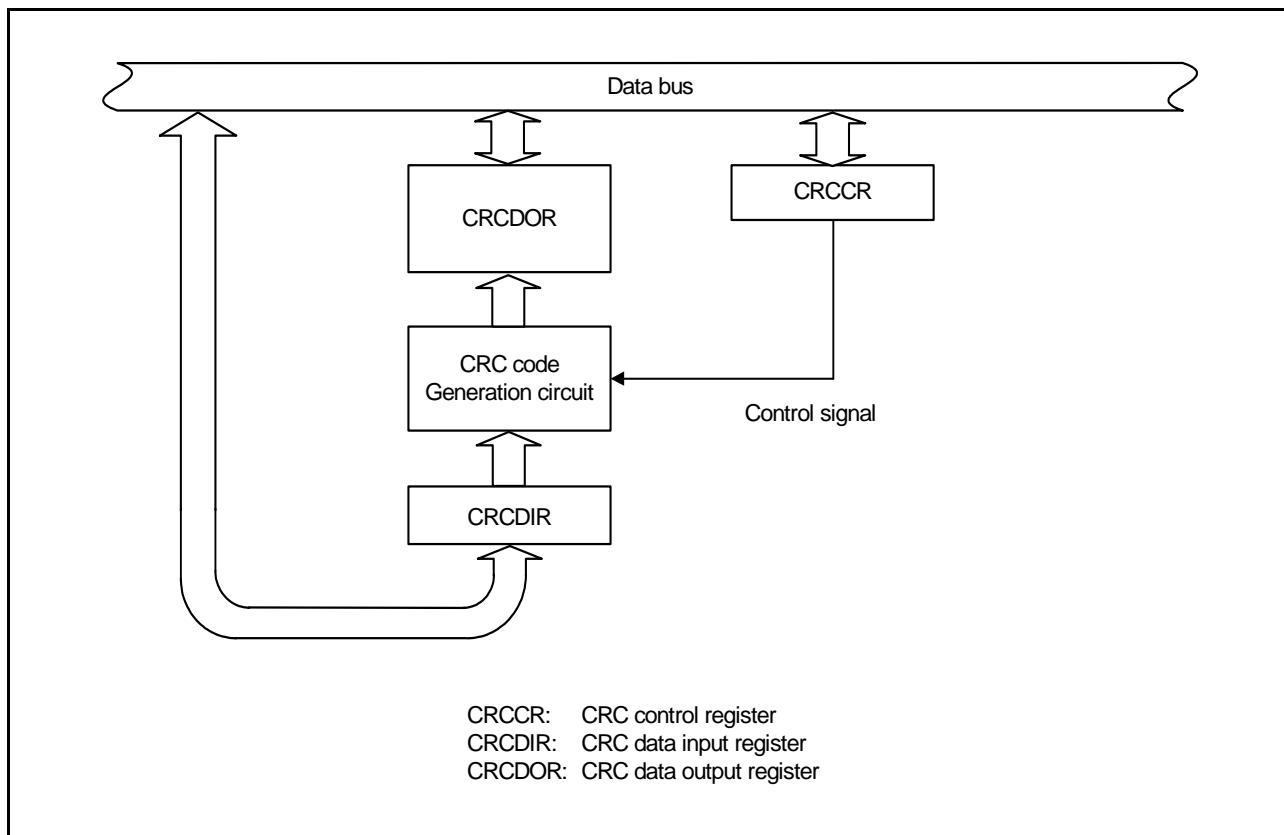 Data bus
CRCCR
CRCDOR
CRC code
Generation circuit
Control signal
CRCDIR
CRCCR: CRC control register
CRCDIR: CRC data input register
CRCDOR: CRC data output register